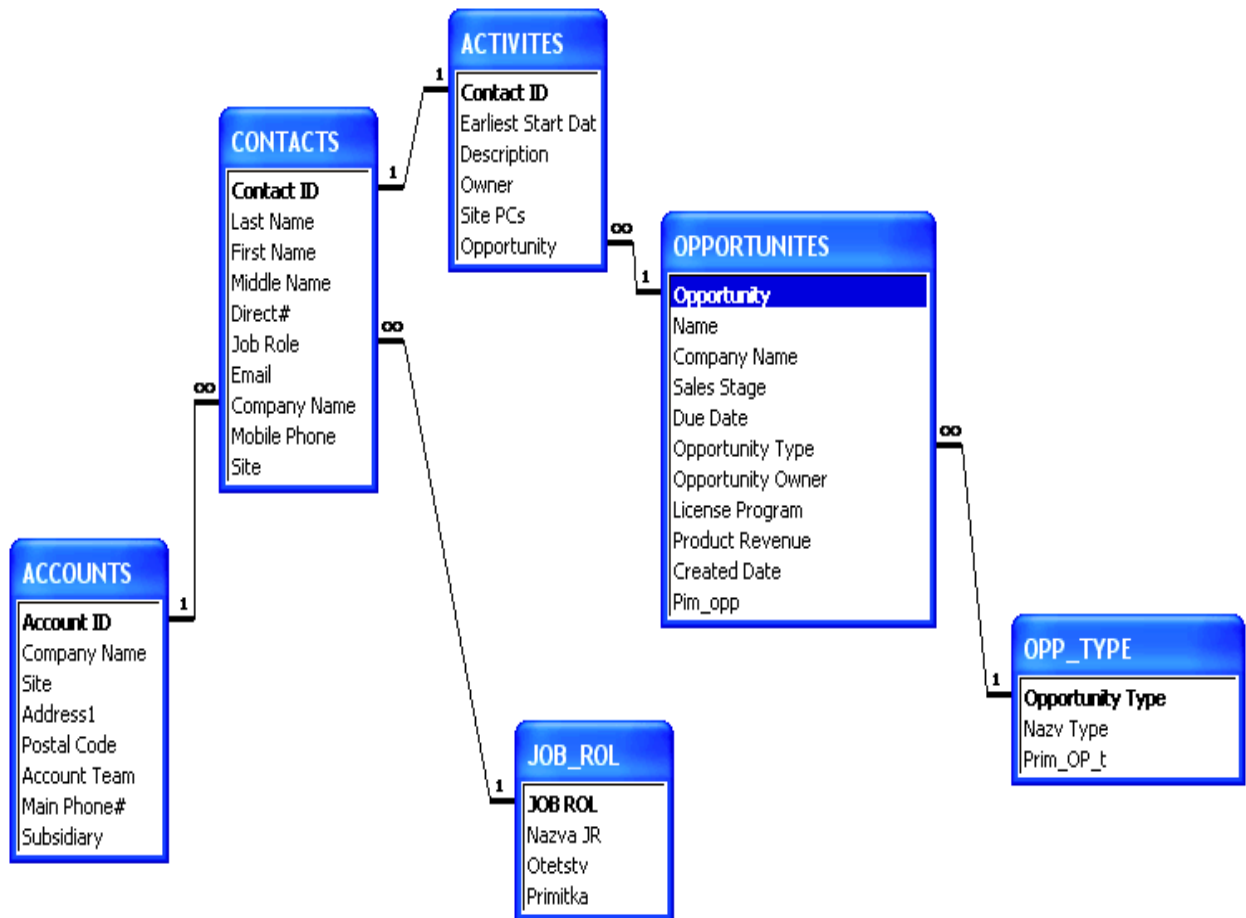 ACTIVITES
Contact ID
Earliest Start Dat
Description
Owner
Site PCs
Opportunity
1
∞
CONTACTS
Contact ID
Last Name
First Name
Middle Name
Direct#
Job Role
Email
Company Name
Mobile Phone
Site
1
∞
∞
OPPORTUNITES
Opportunity
Name
Company Name
Sales Stage
Due Date
Opportunity Type
Opportunity Owner
License Program
Product Revenue
Created Date
Pim_opp
1
∞
ACCOUNTS
Account ID
Company Name
Site
Address1
Postal Code
Account Team
Main Phone#
Subsidiary
1
OPP_TYPE
Opportunity Type
Nazv Type
Prim_OP_t
1
JOB_ROL
JOB ROL
Nazva JR
Otetstv
Primitka
1